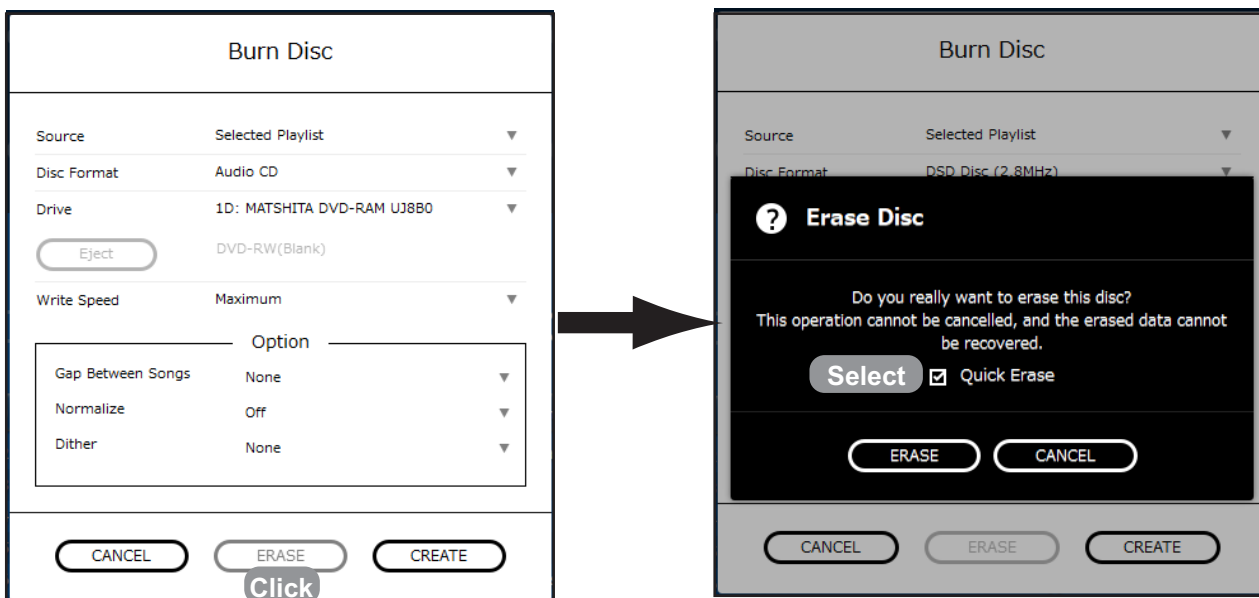 Burn Disc
Source Selected Playlist
Disc Format Audio CD
Drive 1D: MATSHITA DVD-RAM UJ8B0
Eject DVD-RW(Blank)
Write Speed Maximum
Option
Gap Between Songs None
Normalize Off
Dither None
CANCEL ERASE CREATE
Click
Burn Disc
Source Selected Playlist
Disc Format DSD Disc (2.8MHz)
? Erase Disc
Do you really want to erase this disc?
This operation cannot be cancelled, and the erased data cannot
be recovered.
Select Quick Erase
ERASE CANCEL
CANCEL ERASE CREATE